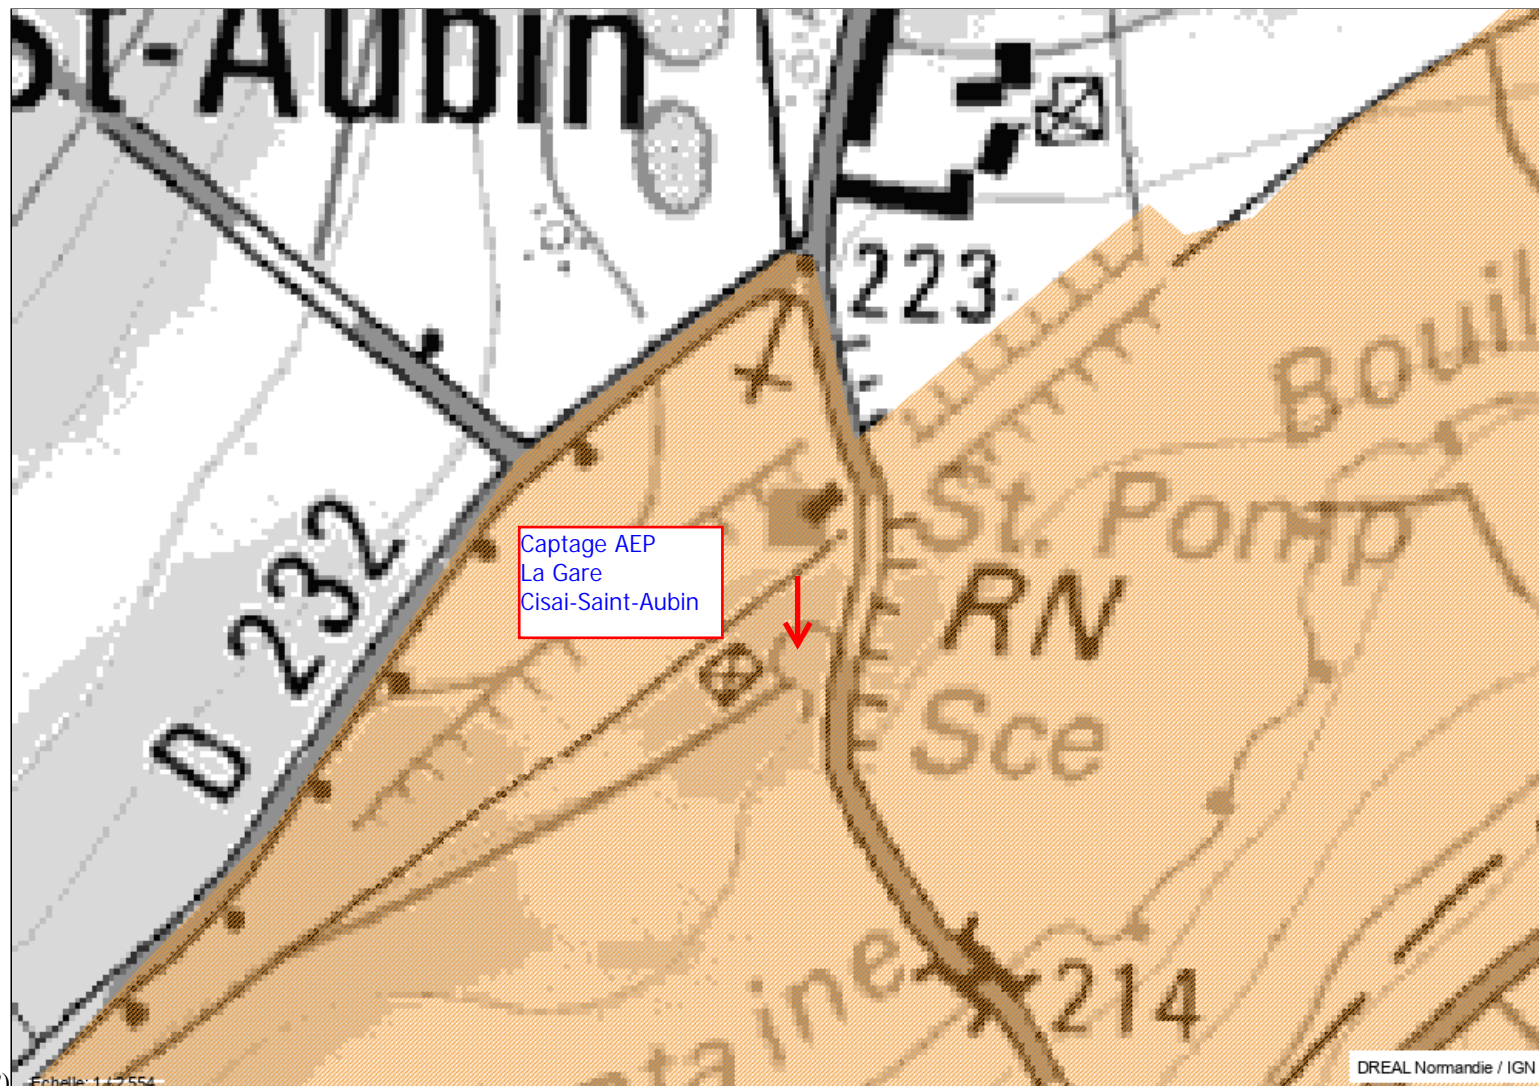 St-Aubin
223
Bouil
St. Pomp
Captage AEP
La Gare
Cisai-Saint-Aubin
D 232
RN
Sce
taine
214
Echelle: 1 / 2 554
DREAL Normandie / IGN